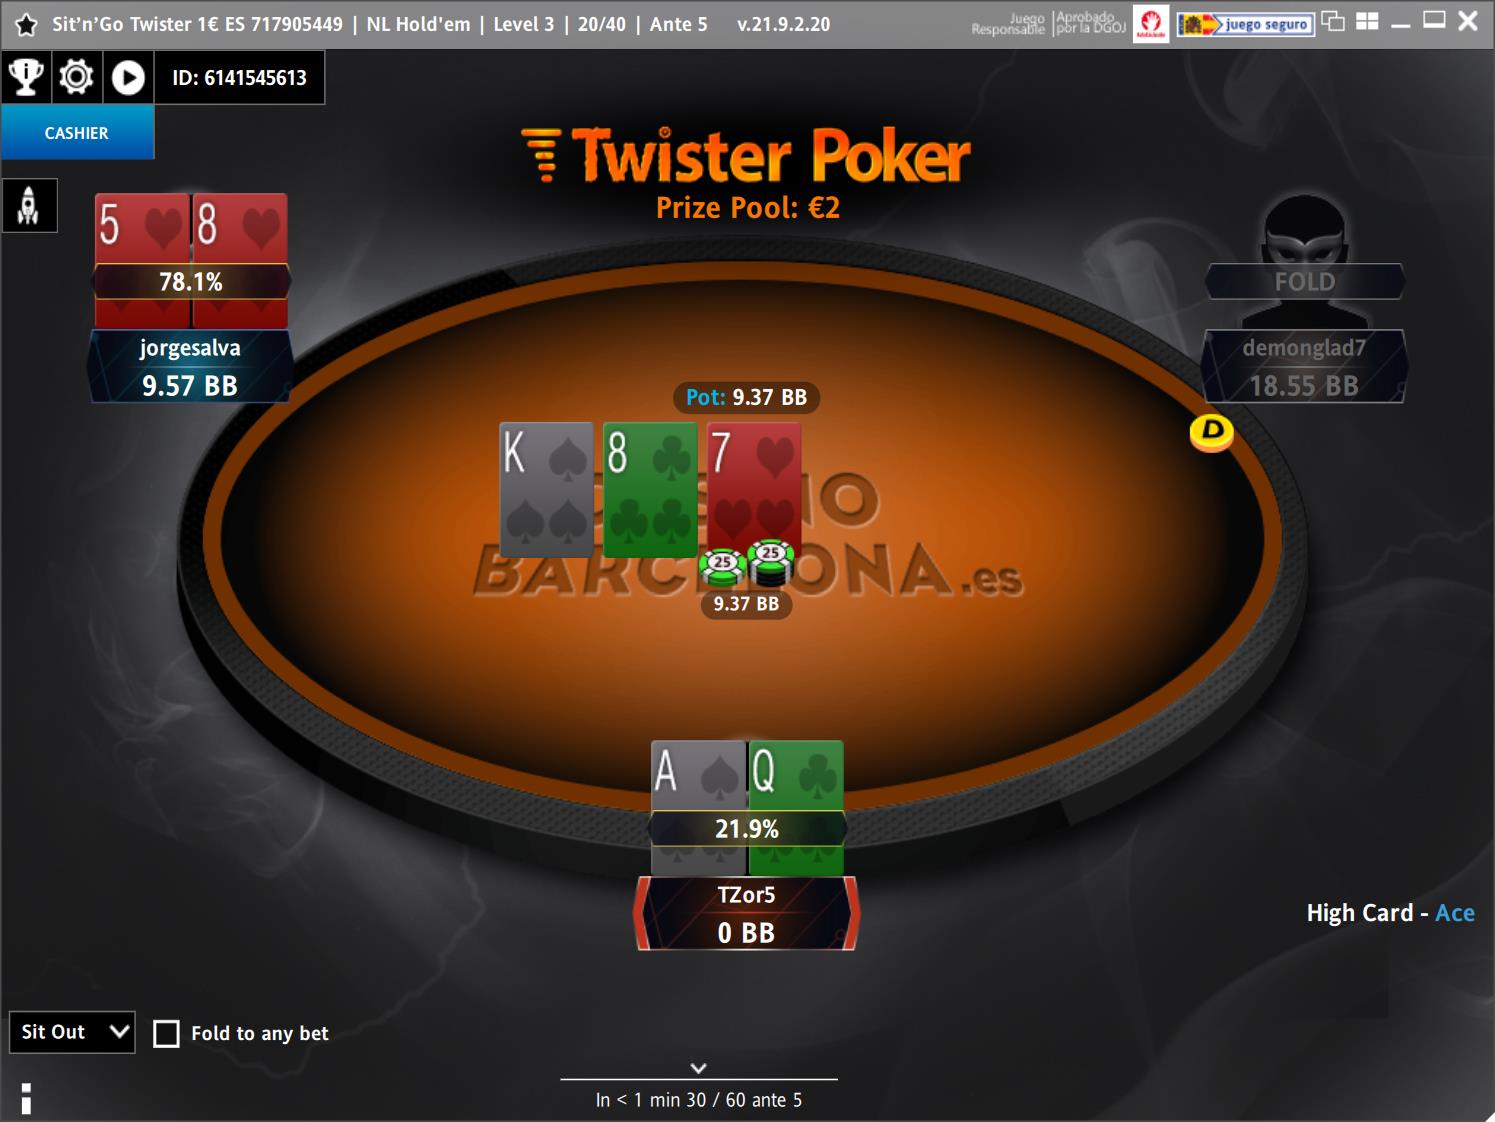 Sit’n’Go Twister 1€ ES 717905449 | NL Hold'em | Level 3 | 20/40 | Ante 5 v.21.9.2.20
Juego Responsable
Aprobado por la DGOJ
juego seguro
ID: 6141545613
CASHIER
Twister Poker
Prize Pool: €2
5 8
78.1%
jorgesalva
9.57 BB
FOLD
demonglad7
18.55 BB
D
Pot: 9.37 BB
K 8 7
BARCELONA.es
25 25
9.37 BB
A Q
21.9%
TZor5
0 BB
High Card - Ace
Sit Out
Fold to any bet
In < 1 min 30 / 60 ante 5